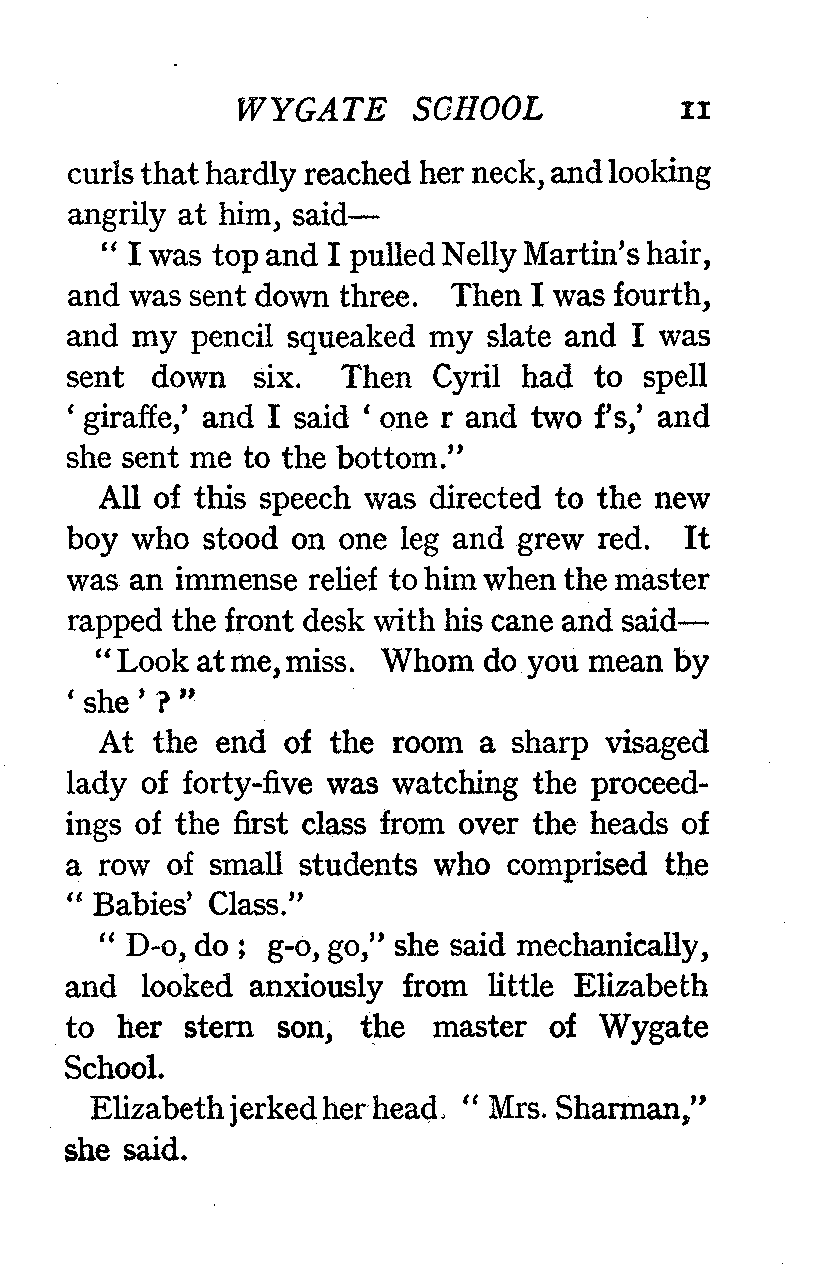 WYGATE SCHOOL 11
curls that hardly reached her neck, and looking
angrily at him, said—
“ I was top and I pulled Nelly Martin’s hair,
and was sent down three. Then I was fourth,
and my pencil squeaked my slate and I was
sent down six. Then Cyril had to spell
‘ giraffe,’ and I said ‘ one r and two f’s,’ and
she sent me to the bottom.”
All of this speech was directed to the new
boy who stood on one leg and grew red. It
was an immense relief to him when the master
rapped the front desk with his cane and said—
“Look at me, miss. Whom do you mean by
‘ she ’ ? ”
At the end of the room a sharp visaged
lady of forty-five was watching the proceed-
ings of the first class from over the heads of
a row of small students who comprised the
“ Babies’ Class.”
“ D-o, do ; g-o, go,” she said mechanically,
and looked anxiously from little Elizabeth
to her stern son, the master of Wygate
School.
Elizabeth jerked her head. “ Mrs. Sharman,”
she said.